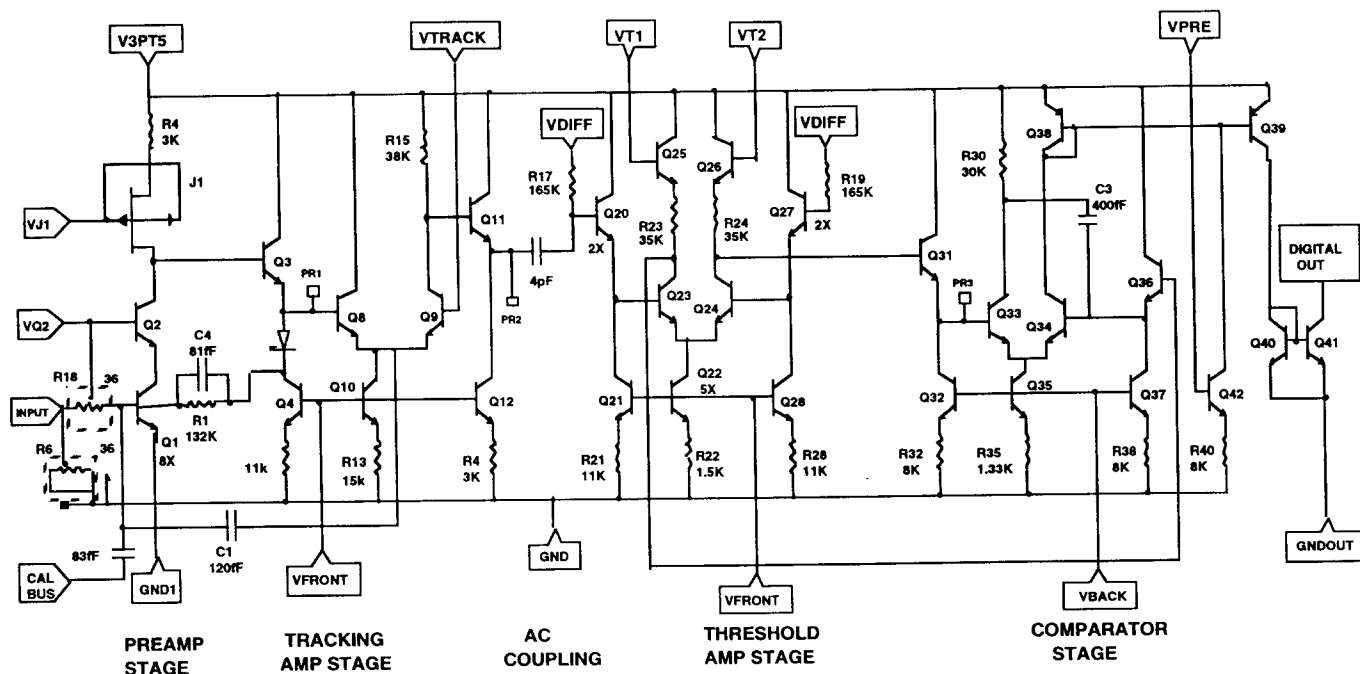 V3PT5
VTRACK
VT1
VT2
VPRE
R4
3K
J1
VJ1
R15
38K
Q11
VDIFF
R17
165K
Q20
2X
Q25
Q26
R23
35K
R24
35K
VDIFF
R19
165K
Q27
2X
Q31
R30
30K
Q38
C3
400fF
Q39
DIGITAL
OUT
Q3
PR1
Q8
Q9
PR2
4pF
Q23
Q24
PR3
Q33
Q34
Q36
Q40
Q41
VQ2
Q2
C4
81fF
R18
36
INPUT
R1
132K
Q1
8X
Q4
Q10
Q12
Q21
Q22
5X
Q28
Q32
Q35
Q37
Q42
R6
36
11k
R13
15k
R4
3K
R21
11K
R22
1.5K
R28
11K
R32
8K
R35
1.33K
R38
8K
R40
8K
83fF
C1
120fF
CAL
BUS
GND1
VFRONT
GND
VFRONT
VBACK
GNDOUT
PREAMP
STAGE
TRACKING
AMP STAGE
AC
COUPLING
THRESHOLD
AMP STAGE
COMPARATOR
STAGE